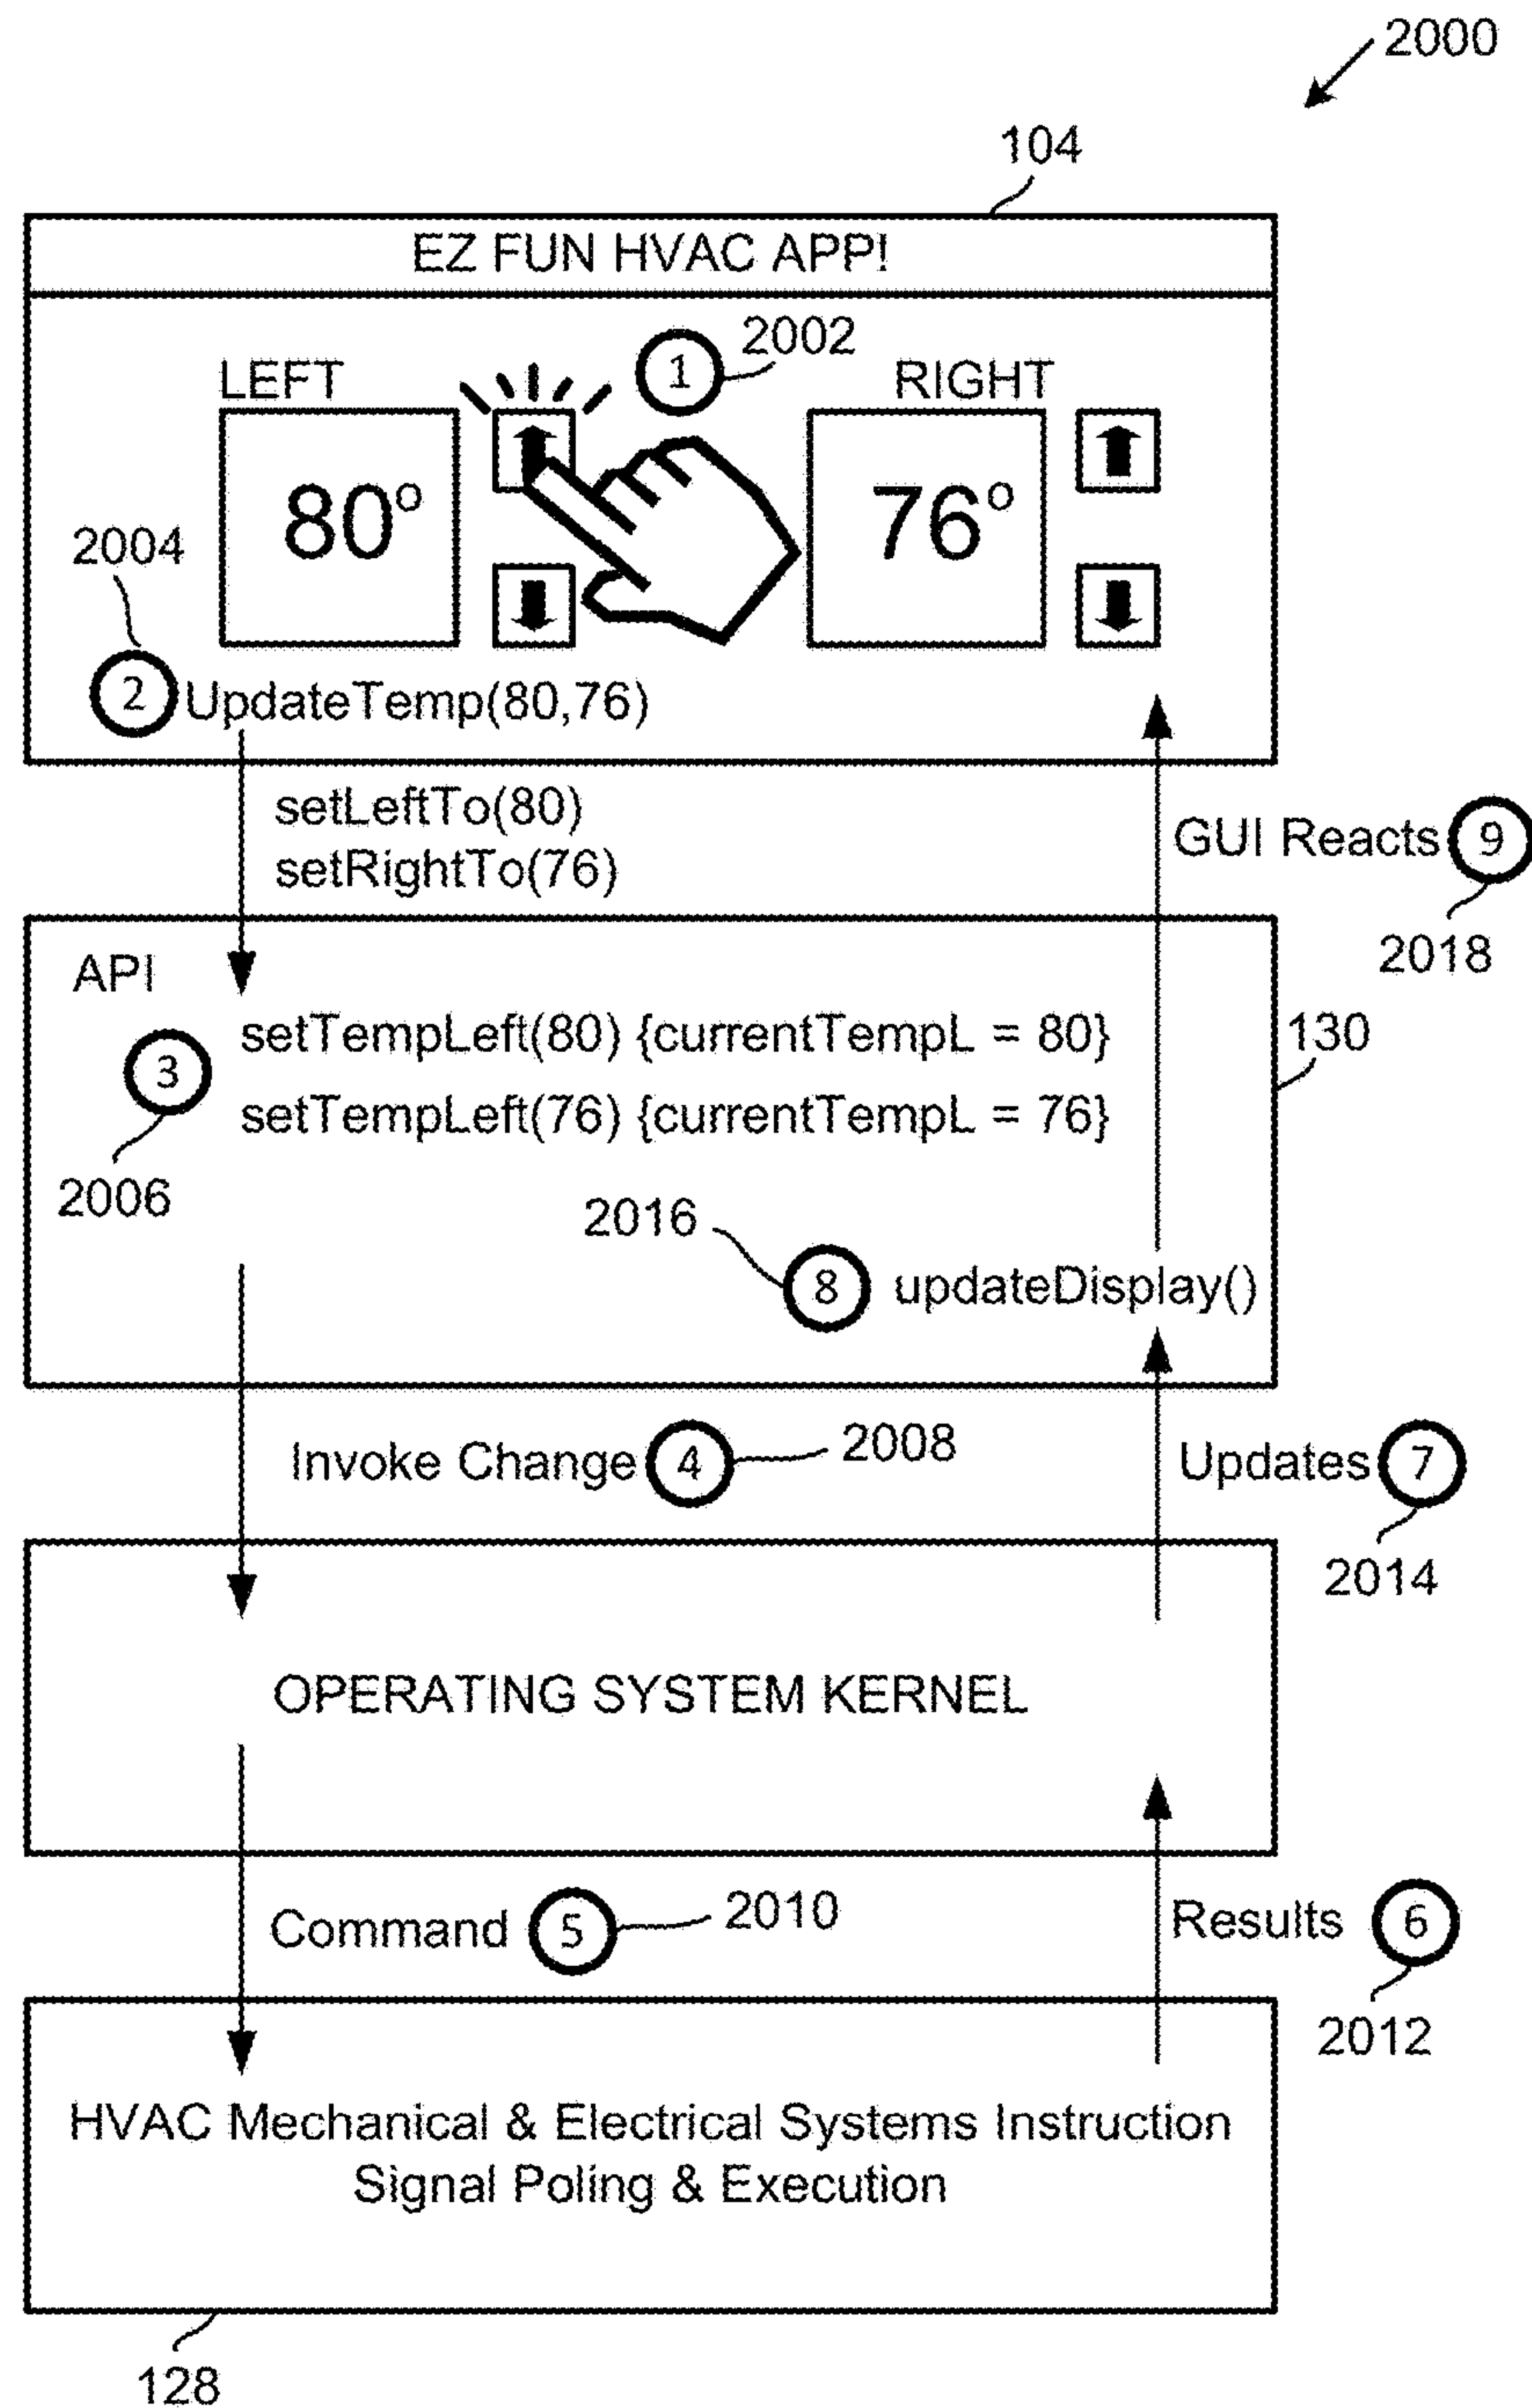 2000
104
EZ FUN HVAC APP!
1 2002
LEFT
RIGHT
80°
76°
2004
2 UpdateTemp(80,76)
setLeftTo(80)
setRightTo(76)
GUI Reacts 9
2018
API
3
setTempLeft(80) {currentTempL = 80}
setTempLeft(76) {currentTempL = 76}
130
2006
2016
8 updateDisplay()
Invoke Change 4 2008
Updates 7
2014
OPERATING SYSTEM KERNEL
Command 5 2010
Results 6
2012
HVAC Mechanical & Electrical Systems Instruction
Signal Poling & Execution
128